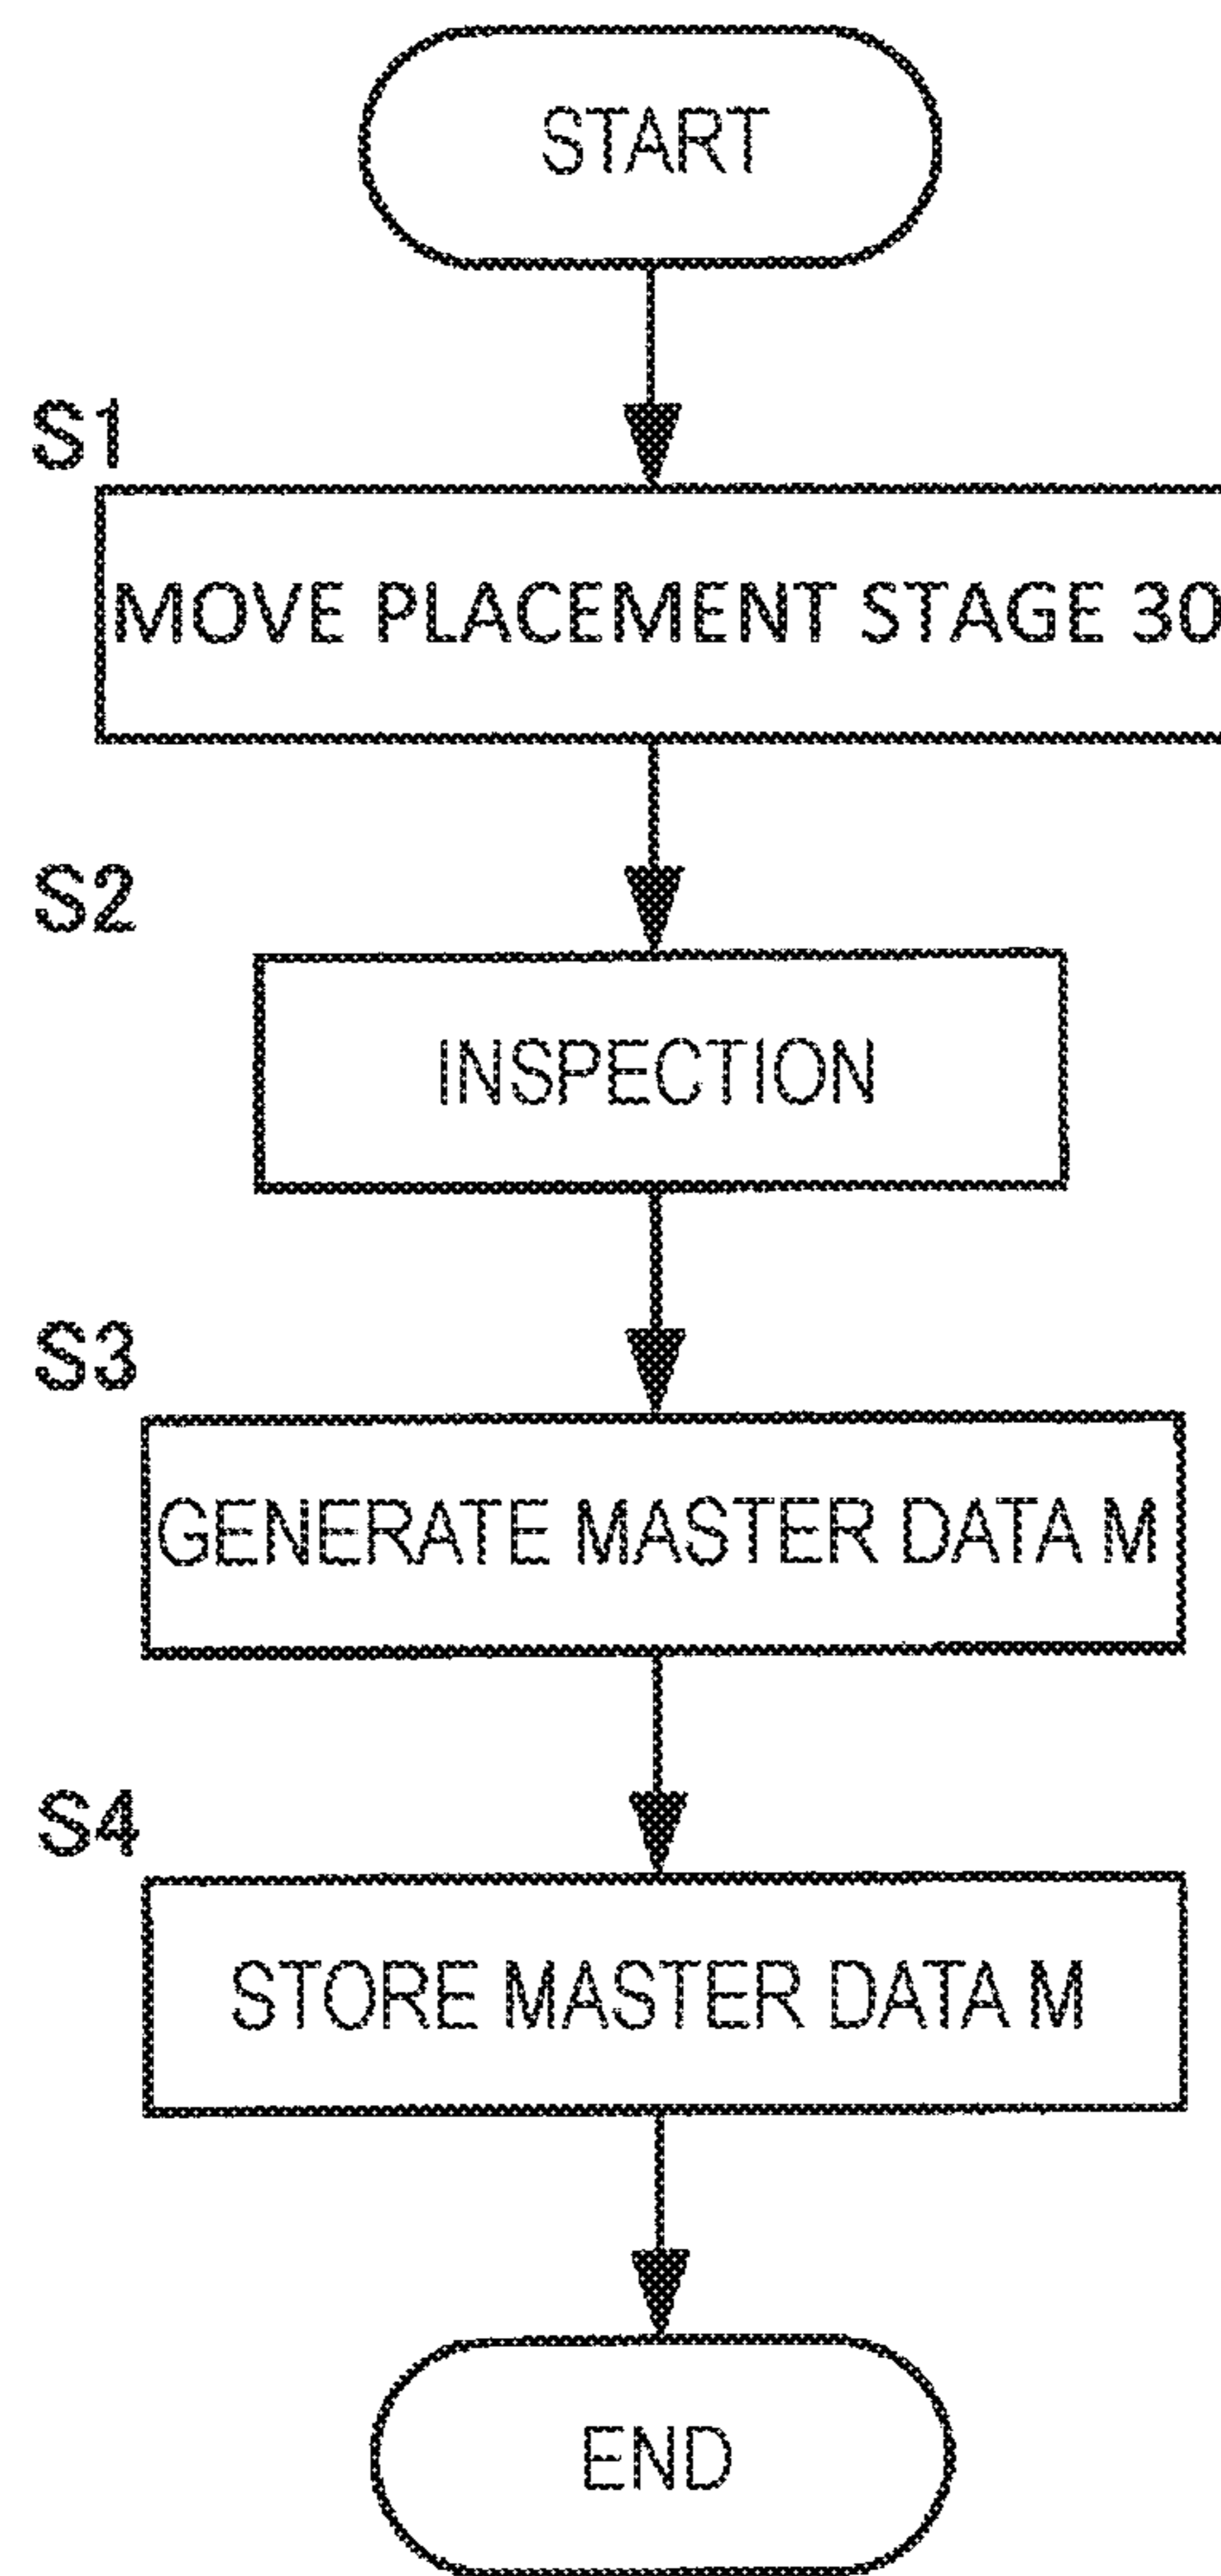 START
S1
MOVE PLACEMENT STAGE 30
S2
INSPECTION
S3
GENERATE MASTER DATA M
S4
STORE MASTER DATA M
END